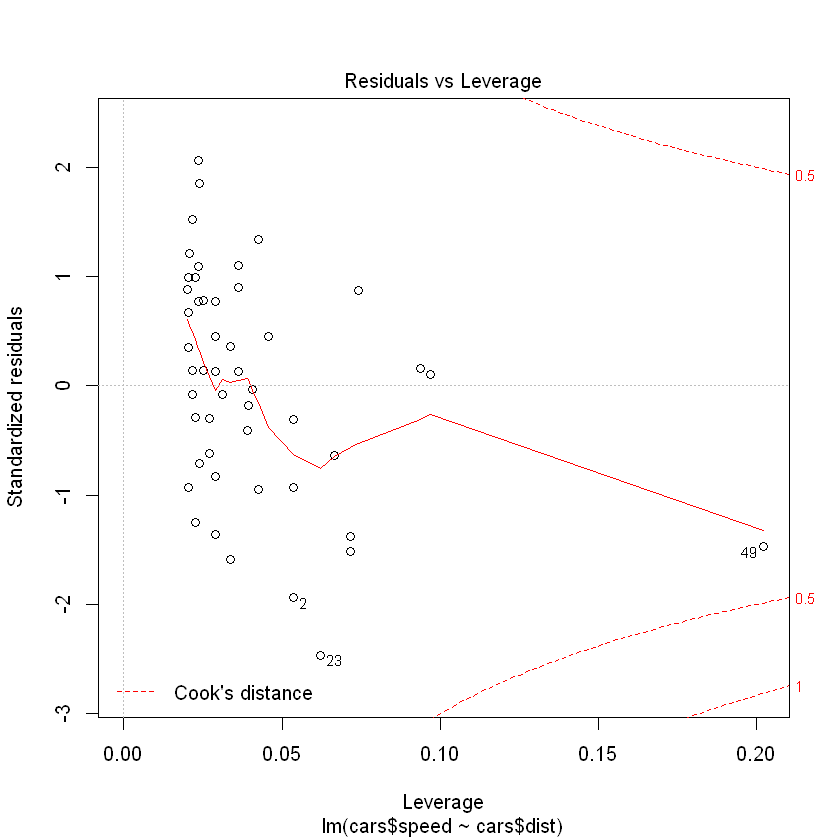 Residuals vs Leverage
Standardized residuals
2
1
0
-1
-2
-3
0.5
0.5
1
49
2
23
Cook's distance
0.00 0.05 0.10 0.15 0.20
Leverage
lm(cars$speed ~ cars$dist)